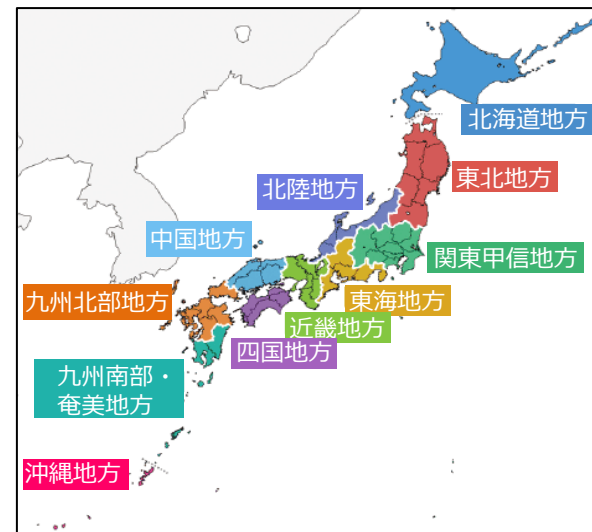 北海道地方
東北地方
北陸地方
中国地方
関東甲信地方
九州北部地方
東海地方
近畿地方
四国地方
九州南部・
奄美地方
沖縄地方